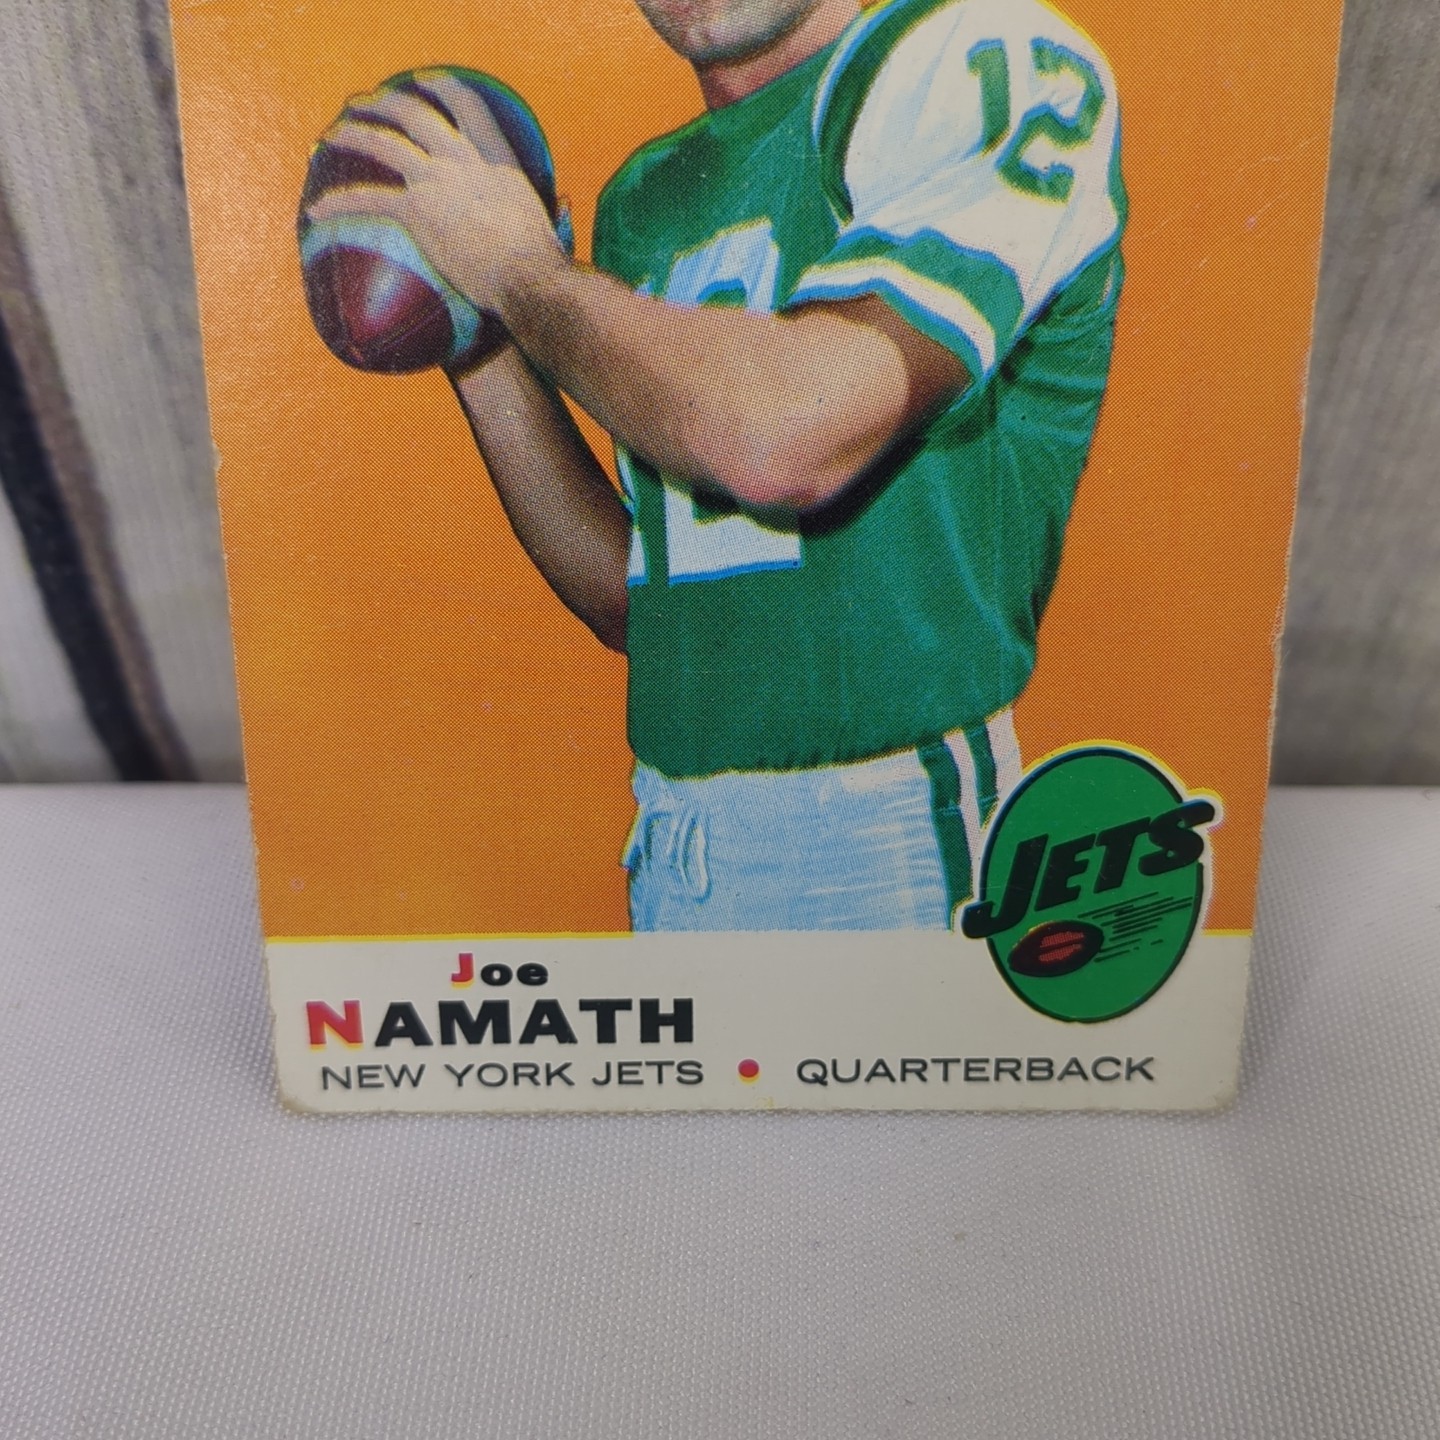 12
JETS
Joe
NAMATH
NEW YORK JETS • QUARTERBACK